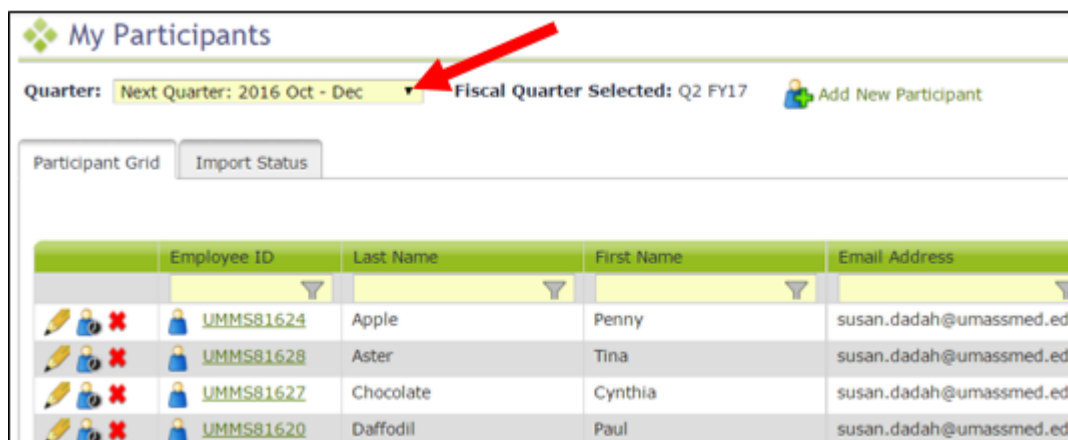 My Participants
Quarter: Next Quarter: 2016 Oct - Dec Fiscal Quarter Selected: Q2 FY17 Add New Participant
Participant Grid Import Status
Employee ID Last Name First Name Email Address
UMMS81624 Apple Penny susan.dadah@umassmed.ed
UMMS81628 Aster Tina susan.dadah@umassmed.ed
UMMS81627 Chocolate Cynthia susan.dadah@umassmed.ed
UMMS81620 Daffodil Paul susan.dadah@umassmed.ed